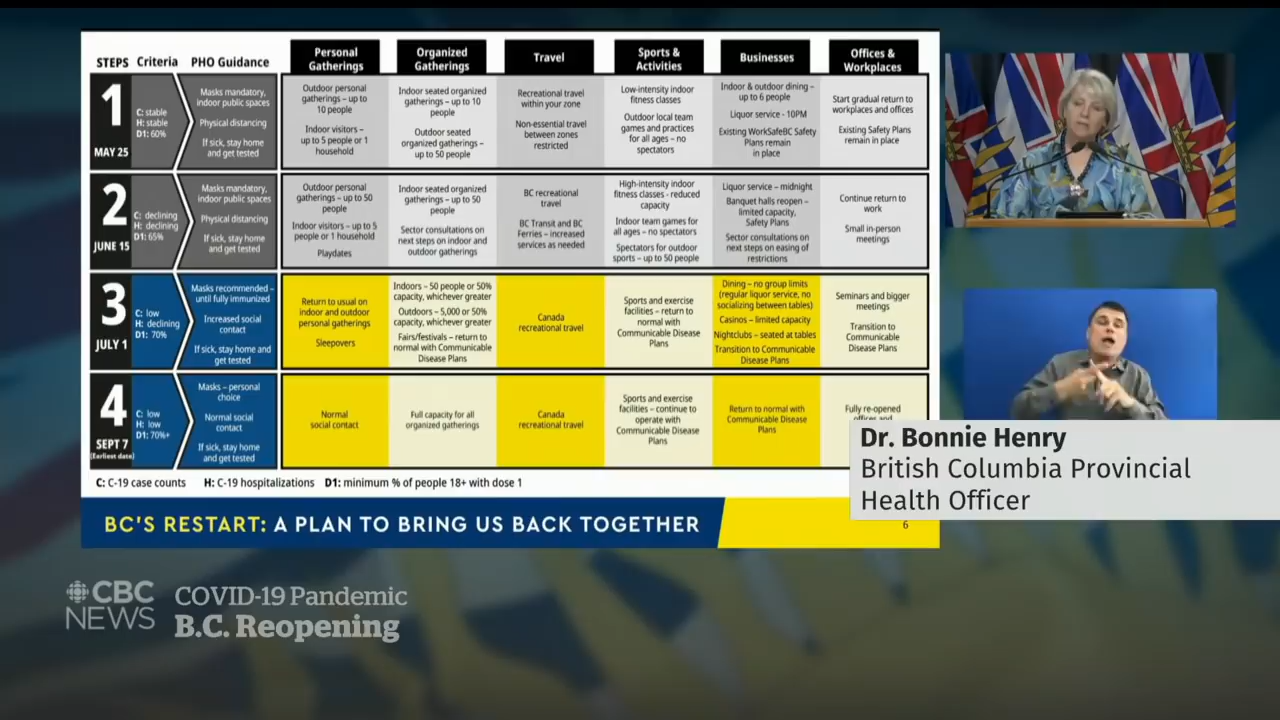 STEPS Criteria PHO Guidance
Personal
Gatherings
Organized
Gatherings
Travel
Sports &
Activities
Businesses
Offices &
Workplaces
1
MAY 25
C: stable
H: stable
D1: 60%
Masks mandatory,
indoor public spaces
Physical distancing
If sick, stay home
and get tested
Outdoor personal
gatherings – up to
10 people
Indoor visitors –
up to 5 people or 1
household
Indoor seated organized
gatherings – up to 10
people
Outdoor seated
organized gatherings –
up to 50 people
Recreational travel
within your zone
Non-essential travel
between zones
restricted
Low-intensity indoor
fitness classes
Outdoor local team
games and practices
for all ages – no
spectators
Indoor & outdoor dining –
up to 6 people
Liquor service - 10PM
Existing WorkSafeBC Safety
Plans remain
in place
Start gradual return to
workplaces and offices
Existing Safety Plans
remain in place
2
JUNE 15
C: declining
H: declining
D1: 65%
Masks mandatory,
indoor public spaces
Physical distancing
If sick, stay home
and get tested
Outdoor personal
gatherings – up to 50
people
Indoor visitors – up to 5
people or 1 household
Playdates
Indoor seated organized
gatherings – up to 50
people
Sector consultations on
next steps on indoor and
outdoor gatherings
BC recreational
travel
BC Transit and BC
Ferries – increased
services as needed
High-intensity indoor
fitness classes - reduced
capacity
Indoor team games for
all ages – no spectators
Spectators for outdoor
sports – up to 50 people
Liquor service – midnight
Banquet halls reopen –
limited capacity,
Safety Plans
Sector consultations on
next steps on easing of
restrictions
Continue return to
work
Small in-person
meetings
3
JULY 1
C: low
H: declining
D1: 70%
Masks recommended –
until fully immunized
Increased social
contact
If sick, stay home and
get tested
Return to usual on
indoor and outdoor
personal gatherings
Sleepovers
Indoors – 50 people or 50%
capacity, whichever greater
Outdoors – 5,000 or 50%
capacity, whichever greater
Fairs/festivals – return to
normal with Communicable
Disease Plans
Canada
recreational travel
Sports and exercise
facilities – return to
normal with
Communicable Disease
Plans
Dining – no group limits
(regular liquor service, no
socializing between tables)
Casinos – limited capacity
Nightclubs – seated at tables
Transition to Communicable
Disease Plans
Seminars and bigger
meetings
Transition to
Communicable
Disease Plans
4
SEPT 7
(Earliest date)
C: low
H: low
D1: 70%+
Masks – personal
choice
Normal social
contact
If sick, stay home
and get tested
Normal
social contact
Full capacity for all
organized gatherings
Canada
recreational travel
Sports and exercise
facilities – continue to
operate with
Communicable Disease
Plans
Return to normal with
Communicable Disease
Plans
Fully re-opened
C: C-19 case counts H: C-19 hospitalizations D1: minimum % of people 18+ with dose 1
BC'S RESTART: A PLAN TO BRING US BACK TOGETHER
6
Dr. Bonnie Henry
British Columbia Provincial
Health Officer
CBC
NEWS
COVID-19 Pandemic
B.C. Reopening